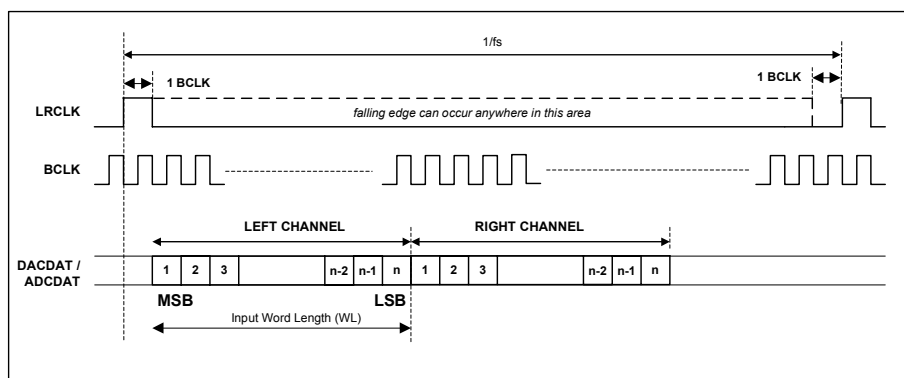 1/fs
1 BCLK
1 BCLK
LRCLK
falling edge can occur anywhere in this area
BCLK
LEFT CHANNEL
RIGHT CHANNEL
DACDAT /
ADCDAT
1 2 3 n-2 n-1 n 1 2 3 n-2 n-1 n
MSB LSB
Input Word Length (WL)